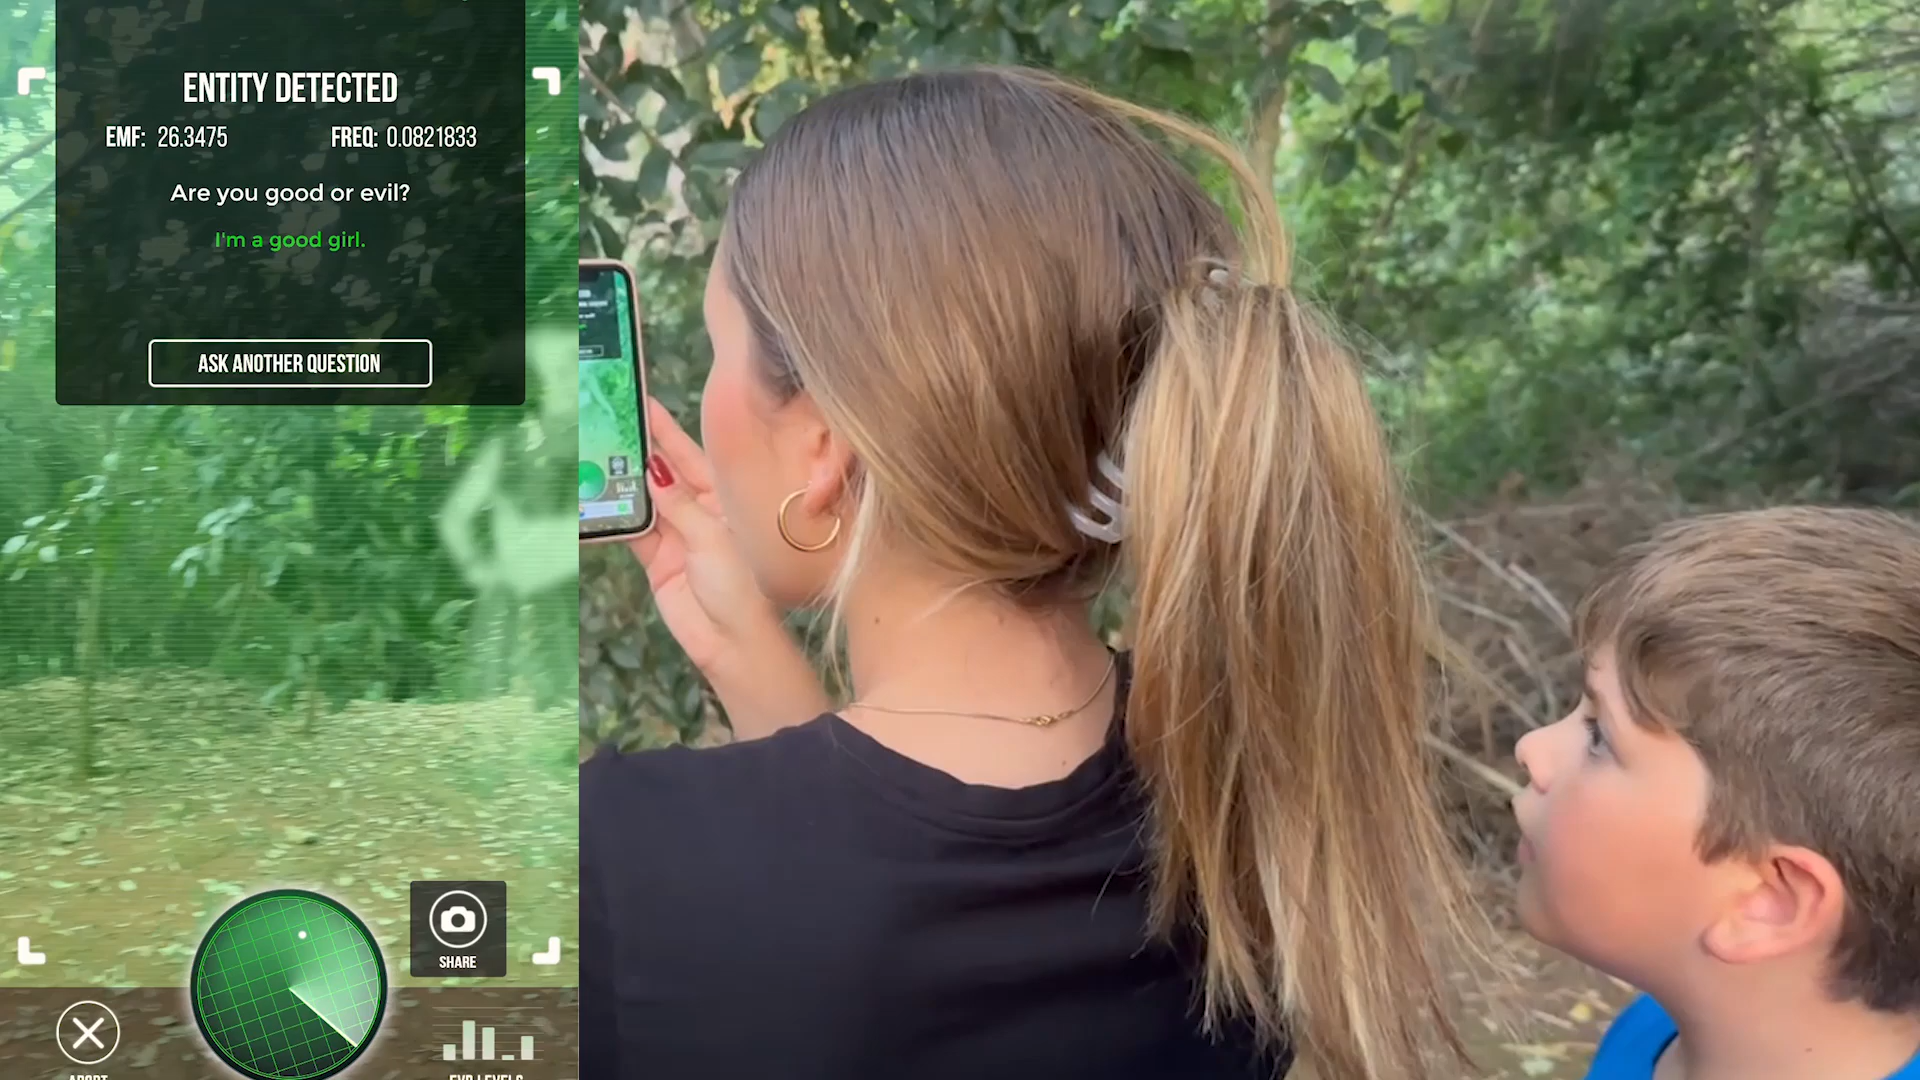 ENTITY DETECTED
EMF: 26.3475 FREQ: 0.0821833
Are you good or evil?
I'm a good girl.
ASK ANOTHER QUESTION
SHARE